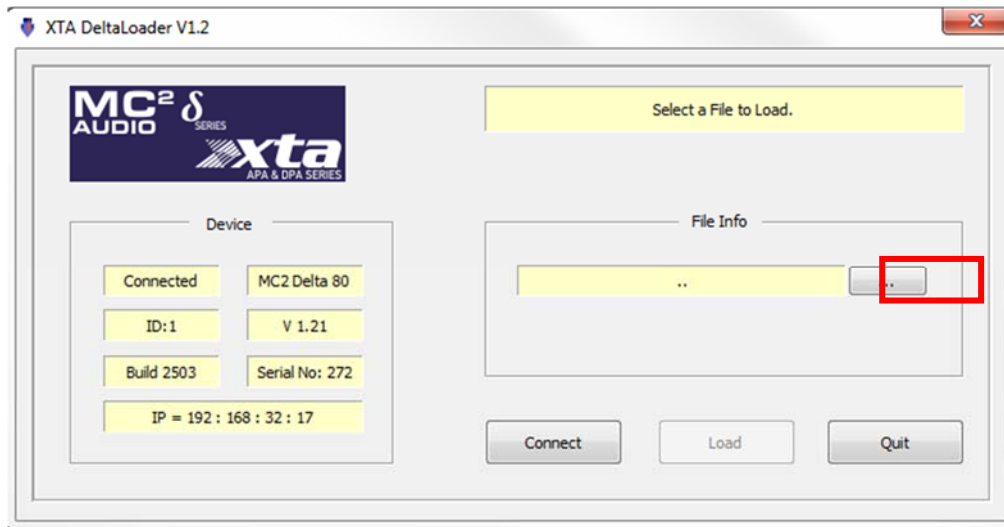 XTA DeltaLoader V1.2
MC² δ
AUDIO SERIES
xta
APA & DPA SERIES
Select a File to Load.
Device
Connected MC2 Delta 80
ID:1 V 1.21
Build 2503 Serial No: 272
IP = 192 : 168 : 32 : 17
File Info
.. ...
Connect Load Quit